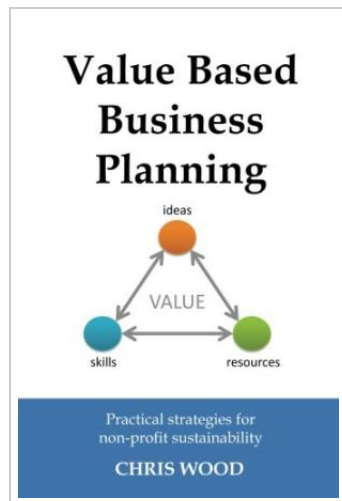 Value Based
Business
Planning
ideas
VALUE
skills
resources
Practical strategies for
non-profit sustainability
CHRIS WOOD